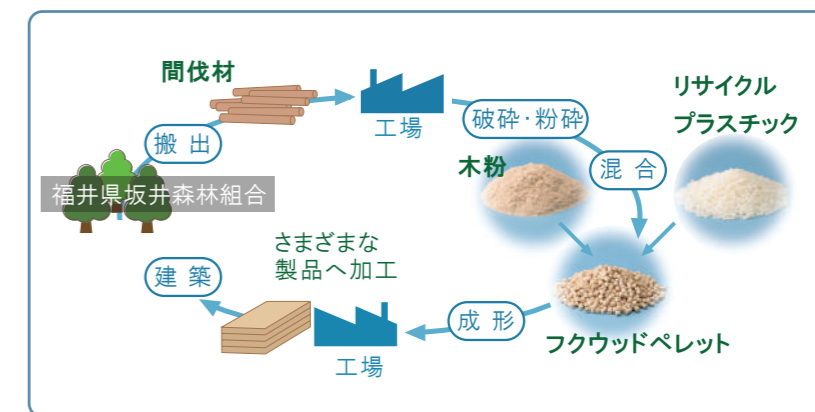 間伐材
工場
搬出
福井県坂井森林組合
破砕・粉砕
混合
木粉
リサイクル
プラスチック
フクウッドペレット
成形
工場
さまざまな
製品へ加工
建築